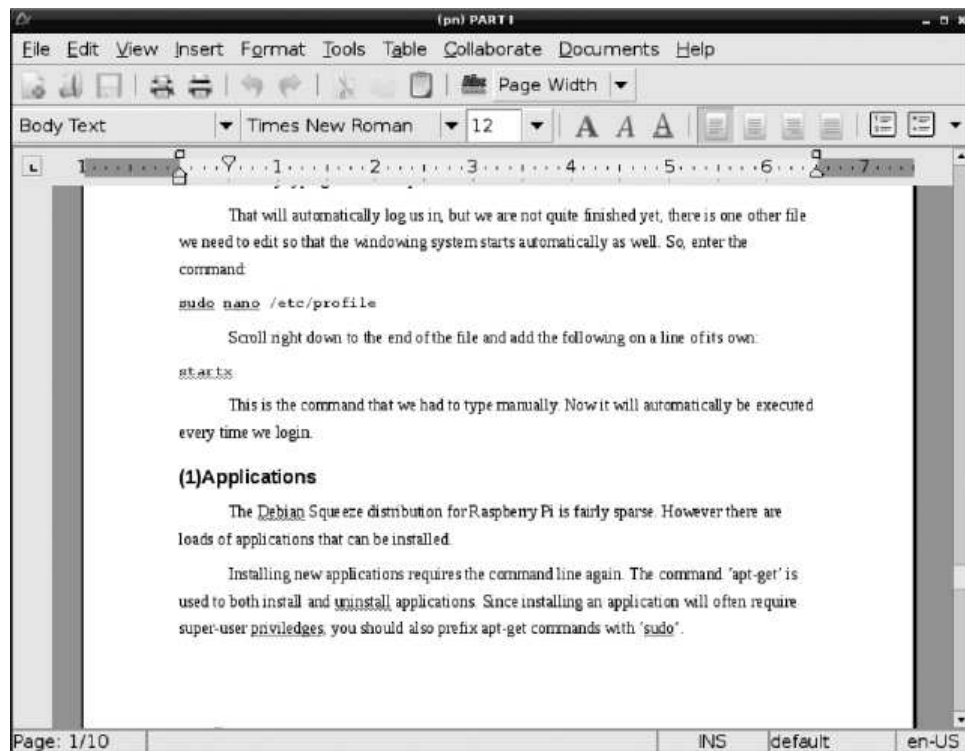 (pn) PART I
File Edit View Insert Format Tools Table Collaborate Documents Help
Page Width
Body Text Times New Roman 12 A A A
1 1 2 3 4 5 6 7
That will automatically log us in, but we are not quite finished yet, there is one other file
we need to edit so that the windowing system starts automatically as well. So, enter the
command:
sudo nano /etc/profile
Scroll right down to the end of the file and add the following on a line of its own:
startx
This is the command that we had to type manually. Now it will automatically be executed
every time we login.
(1)Applications
The Debian Squeeze distribution for Raspberry Pi is fairly sparse. However there are
loads of applications that can be installed.
Installing new applications requires the command line again. The command 'apt-get' is
used to both install and uninstall applications. Since installing an application will often require
super-user priviledges, you should also prefix apt-get commands with 'sudo'.
Page: 1/10 INS default en-US